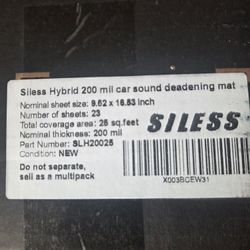 Siless Hybrid 200 mil car sound deadening mat
Nominal sheet size: 9.62 x 16.53 inch
Number of sheets: 23
Total coverage area: 25 sq.feet
Nominal thickness: 200 mil
Part Number: SLH20025
Condition: NEW
Do not separate,
sell as a multipack
SILESS
X003BCEW31